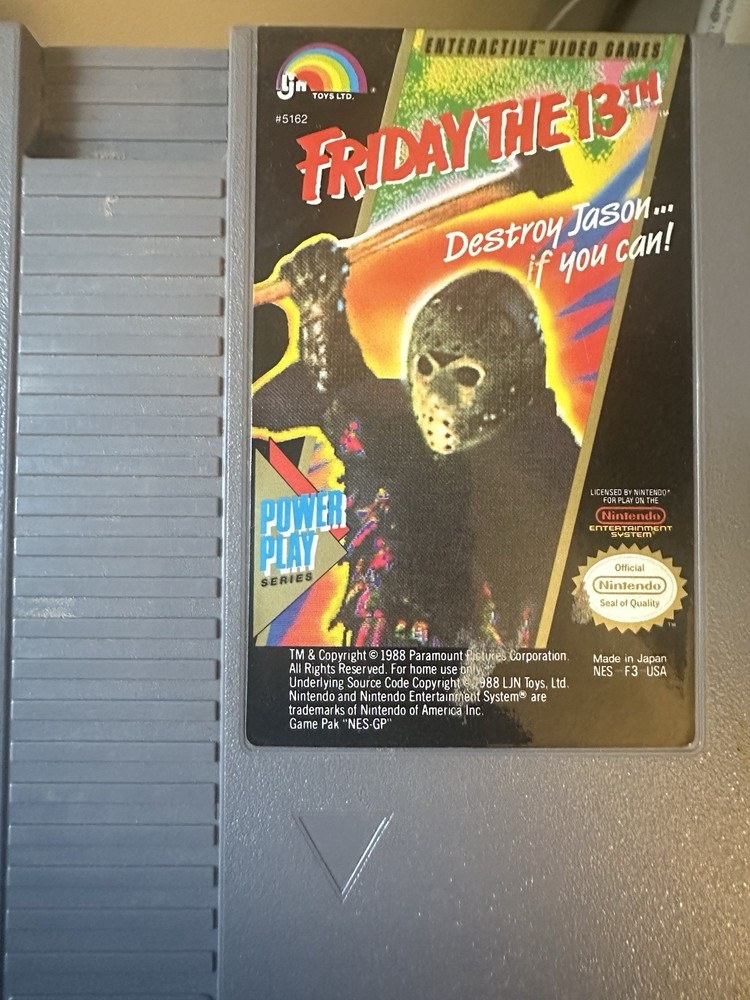 ENTERACTIVE™ VIDEO GAMES
LJN
TOYS LTD.
#5162
FRIDAY THE 13TH
TM
Destroy Jason...
if you can!
POWER
PLAY
SERIES
LICENSED BY NINTENDO®
FOR PLAY ON THE
Nintendo
ENTERTAINMENT
SYSTEM®
Official
Nintendo
Seal of Quality
TM
TM & Copyright © 1988 Paramount Pictures Corporation.
All Rights Reserved. For home use only.
Underlying Source Code Copyright © 1988 LJN Toys, Ltd.
Nintendo and Nintendo Entertainment System® are
trademarks of Nintendo of America Inc.
Game Pak "NES-GP"
Made in Japan
NES-F3-USA